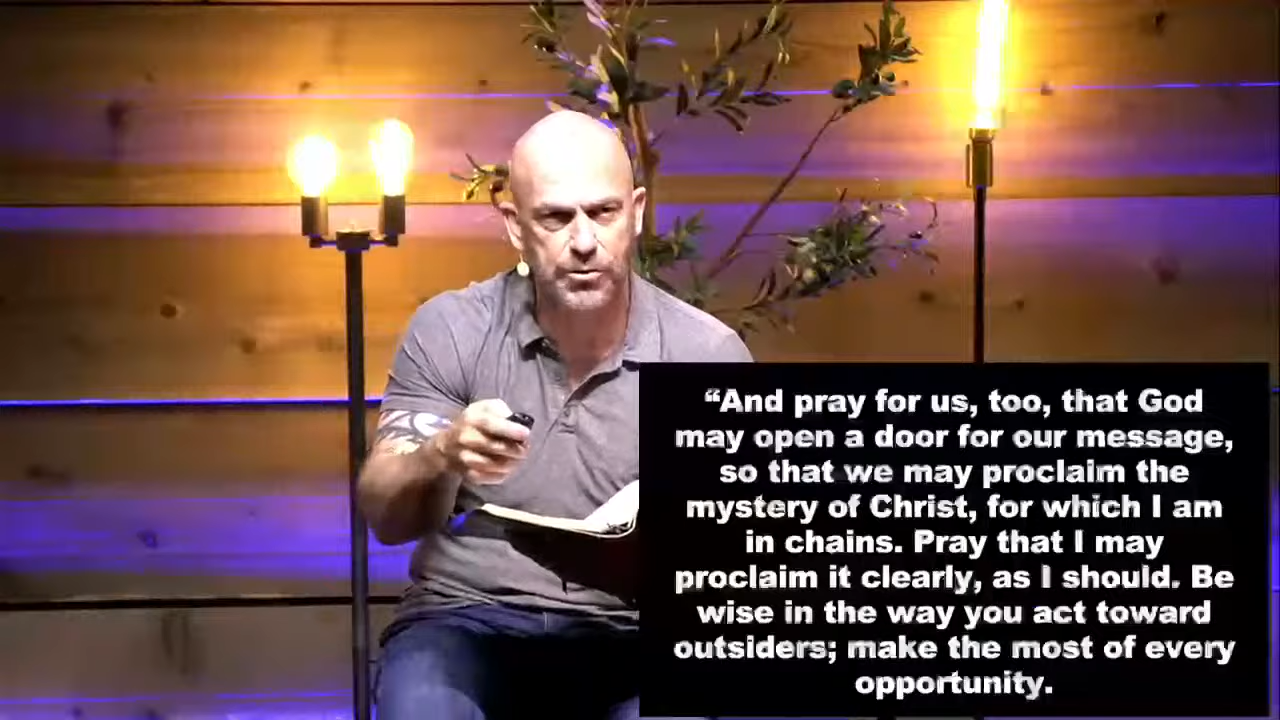 “And pray for us, too, that God
may open a door for our message,
so that we may proclaim the
mystery of Christ, for which I am
in chains. Pray that I may
proclaim it clearly, as I should. Be
wise in the way you act toward
outsiders; make the most of every
opportunity.